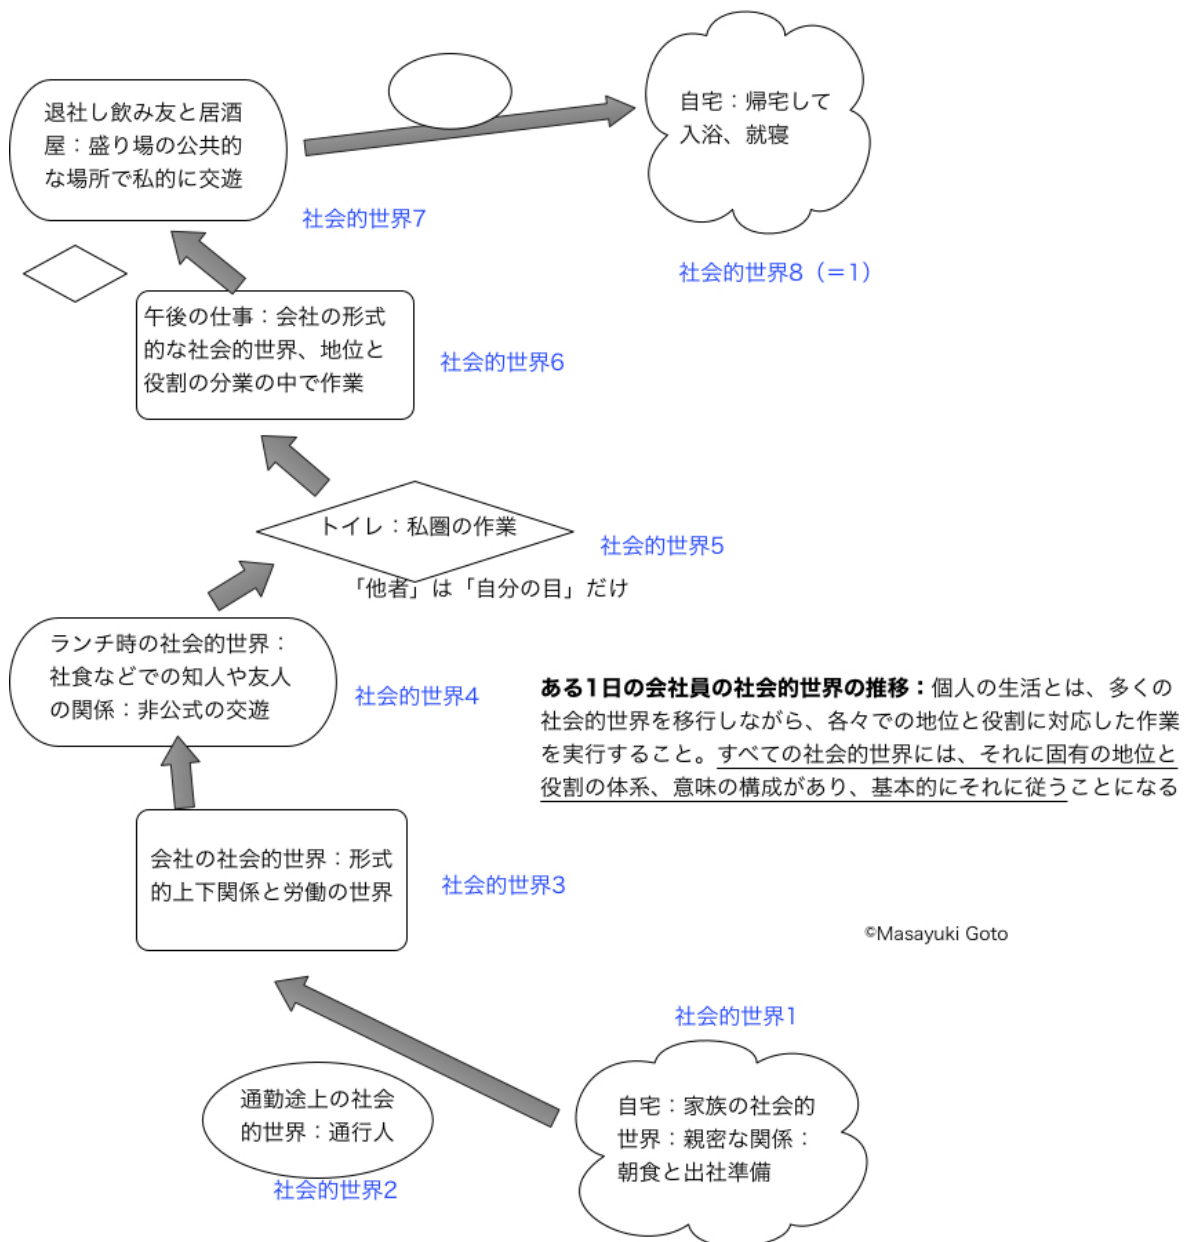 退社し飲み友と居酒
屋：盛り場の公共的
な場所で私的に交遊
社会的世界7
自宅：帰宅して
入浴、就寝
社会的世界8（＝1）
午後の仕事：会社の形式
的な社会的世界、地位と
役割の分業の中で作業
社会的世界6
トイレ：私圏の作業
社会的世界5
「他者」は「自分の目」だけ
ランチ時の社会的世界：
社食などでの知人や友人
の関係：非公式の交遊
社会的世界4
ある1日の会社員の社会的世界の推移：個人の生活とは、多くの
社会的世界を移行しながら、各々での地位と役割に対応した作業
を実行すること。すべての社会的世界には、それに固有の地位と
役割の体系、意味の構成があり、基本的にそれに従うことになる
会社の社会的世界：形式
的上下関係と労働の世界
社会的世界3
©Masayuki Goto
社会的世界1
自宅：家族の社会的
世界：親密な関係：
朝食と出社準備
通勤途上の社会
的世界：通行人
社会的世界2